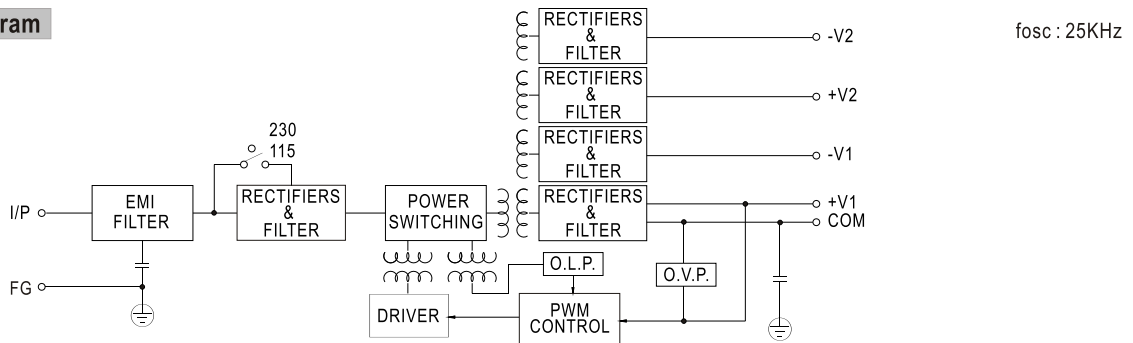 ram
fosc : 25KHz
RECTIFIERS
&
FILTER
-V2
RECTIFIERS
&
FILTER
+V2
RECTIFIERS
&
FILTER
-V1
230
115
I/P
EMI
FILTER
RECTIFIERS
&
FILTER
POWER
SWITCHING
RECTIFIERS
&
FILTER
+V1
COM
O.L.P.
O.V.P.
FG
DRIVER
PWM
CONTROL